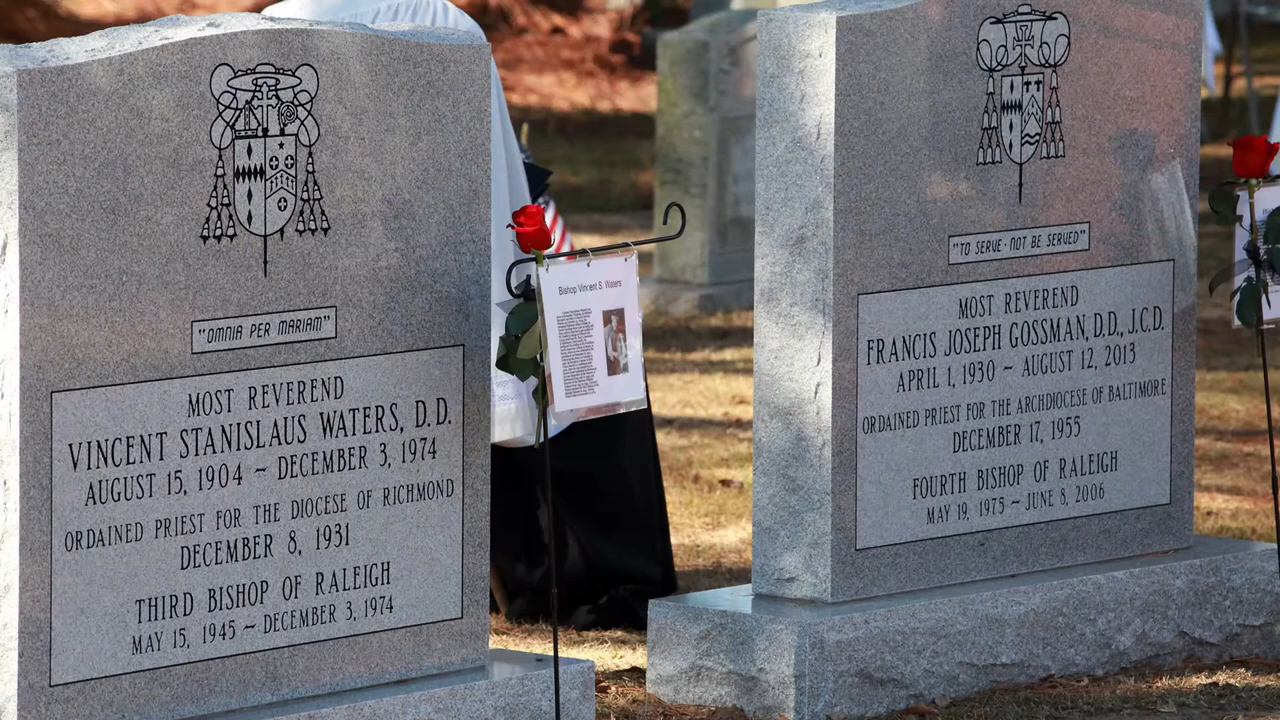 "OMNIA PER MARIAM"
MOST REVEREND
VINCENT STANISLAUS WATERS, D.D.
AUGUST 15, 1904 ~ DECEMBER 3, 1974
ORDAINED PRIEST FOR THE DIOCESE OF RICHMOND
DECEMBER 8, 1931
THIRD BISHOP OF RALEIGH
MAY 15, 1945 ~ DECEMBER 3, 1974
Bishop Vincent S. Waters
"TO SERVE · NOT BE SERVED"
MOST REVEREND
FRANCIS JOSEPH GOSSMAN, D.D., J.C.D.
APRIL 1, 1930 ~ AUGUST 12, 2013
ORDAINED PRIEST FOR THE ARCHDIOCESE OF BALTIMORE
DECEMBER 17, 1955
FOURTH BISHOP OF RALEIGH
MAY 19, 1975 ~ JUNE 8, 2006